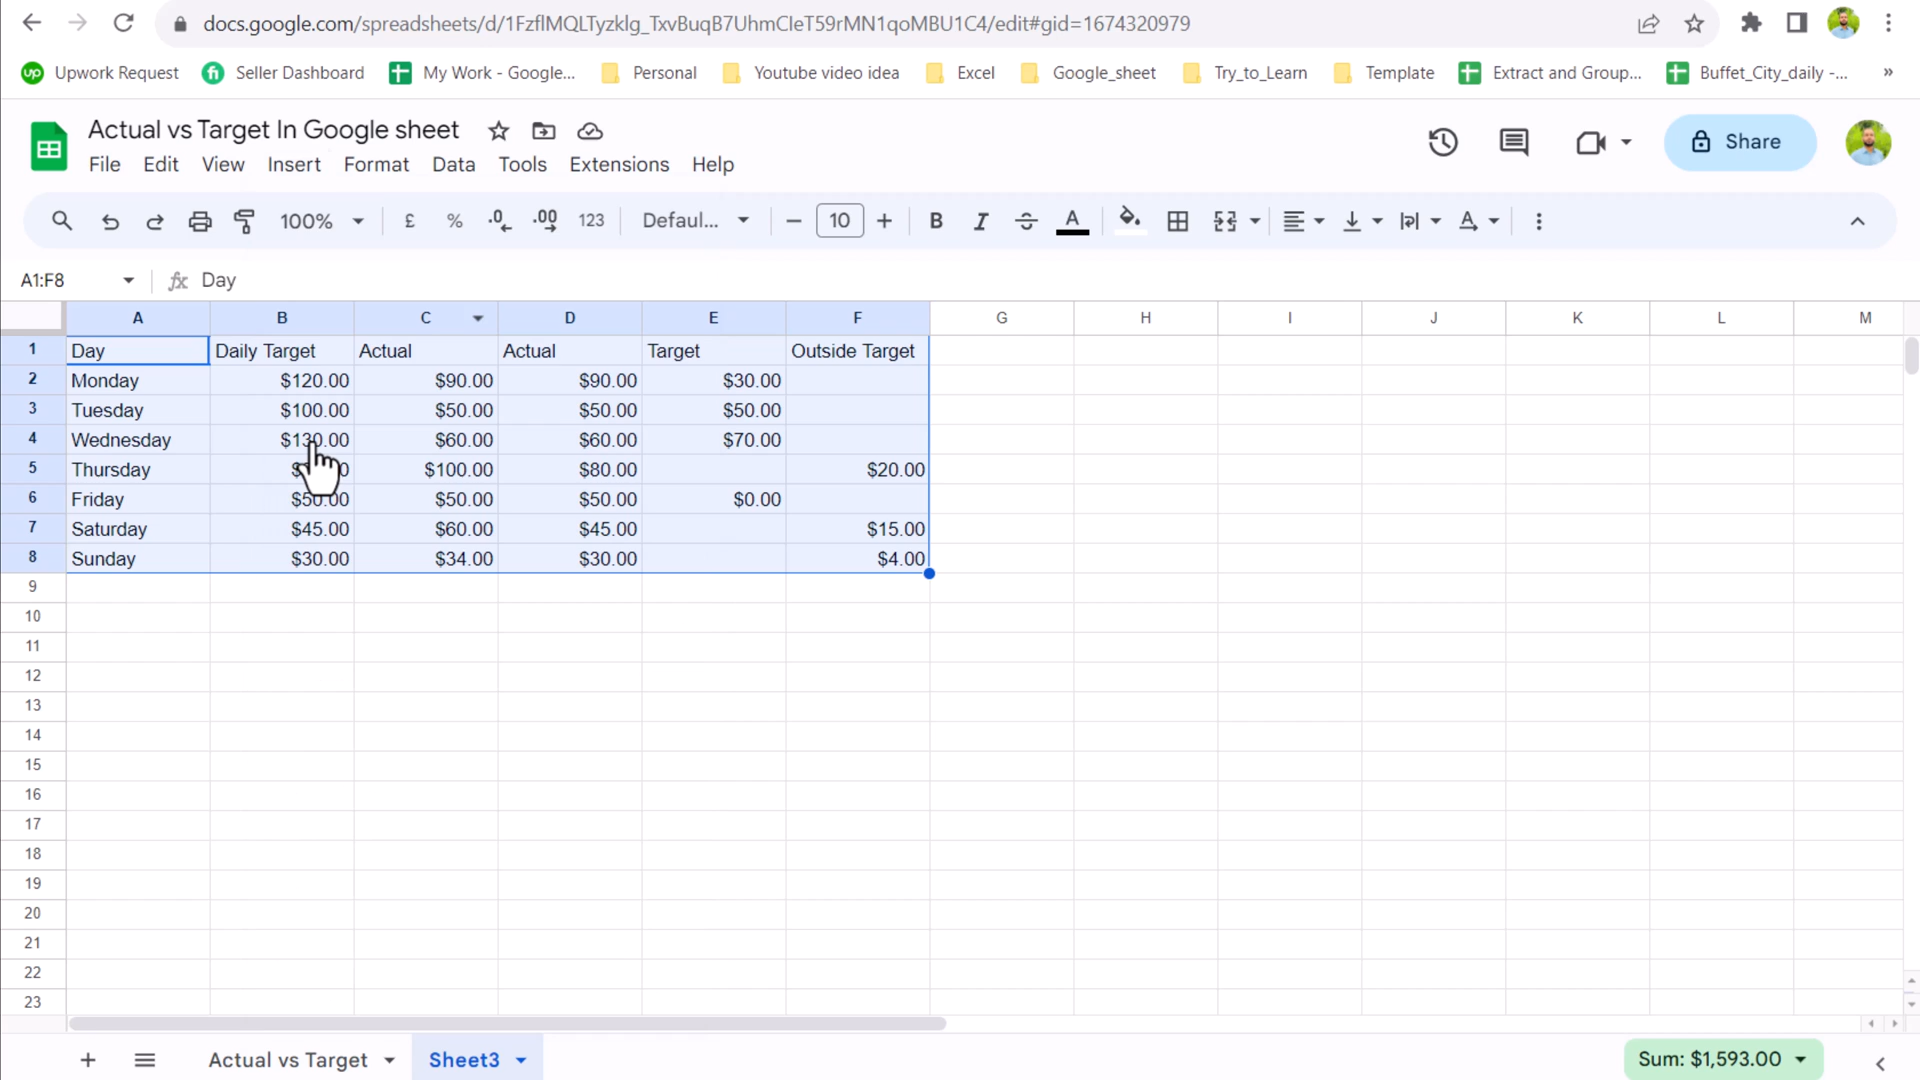 docs.google.com/spreadsheets/d/1FzflMQLTyzklg_TxvBuqB7UhmCIeT59rMN1qoMBU1C4/edit#gid=1674320979
up Upwork Request fi Seller Dashboard My Work - Google... Personal Youtube video idea Excel Google_sheet Try_to_Learn Template Extract and Group... Buffet_City_daily -... »
Actual vs Target In Google sheet
File Edit View Insert Format Data Tools Extensions Help
Share
100% £ % .0 .00 123 Defaul... 10 B I A
A1:F8 fx Day
A B C D E F G H I J K L M
1 Day Daily Target Actual Actual Target Outside Target
2 Monday $120.00 $90.00 $90.00 $30.00
3 Tuesday $100.00 $50.00 $50.00 $50.00
4 Wednesday $130.00 $60.00 $60.00 $70.00
5 Thursday $100.00 $80.00 $20.00
6 Friday $50.00 $50.00 $50.00 $0.00
7 Saturday $45.00 $60.00 $45.00 $15.00
8 Sunday $30.00 $34.00 $30.00 $4.00
9
10
11
12
13
14
15
16
17
18
19
20
21
22
23
Actual vs Target Sheet3 Sum: $1,593.00